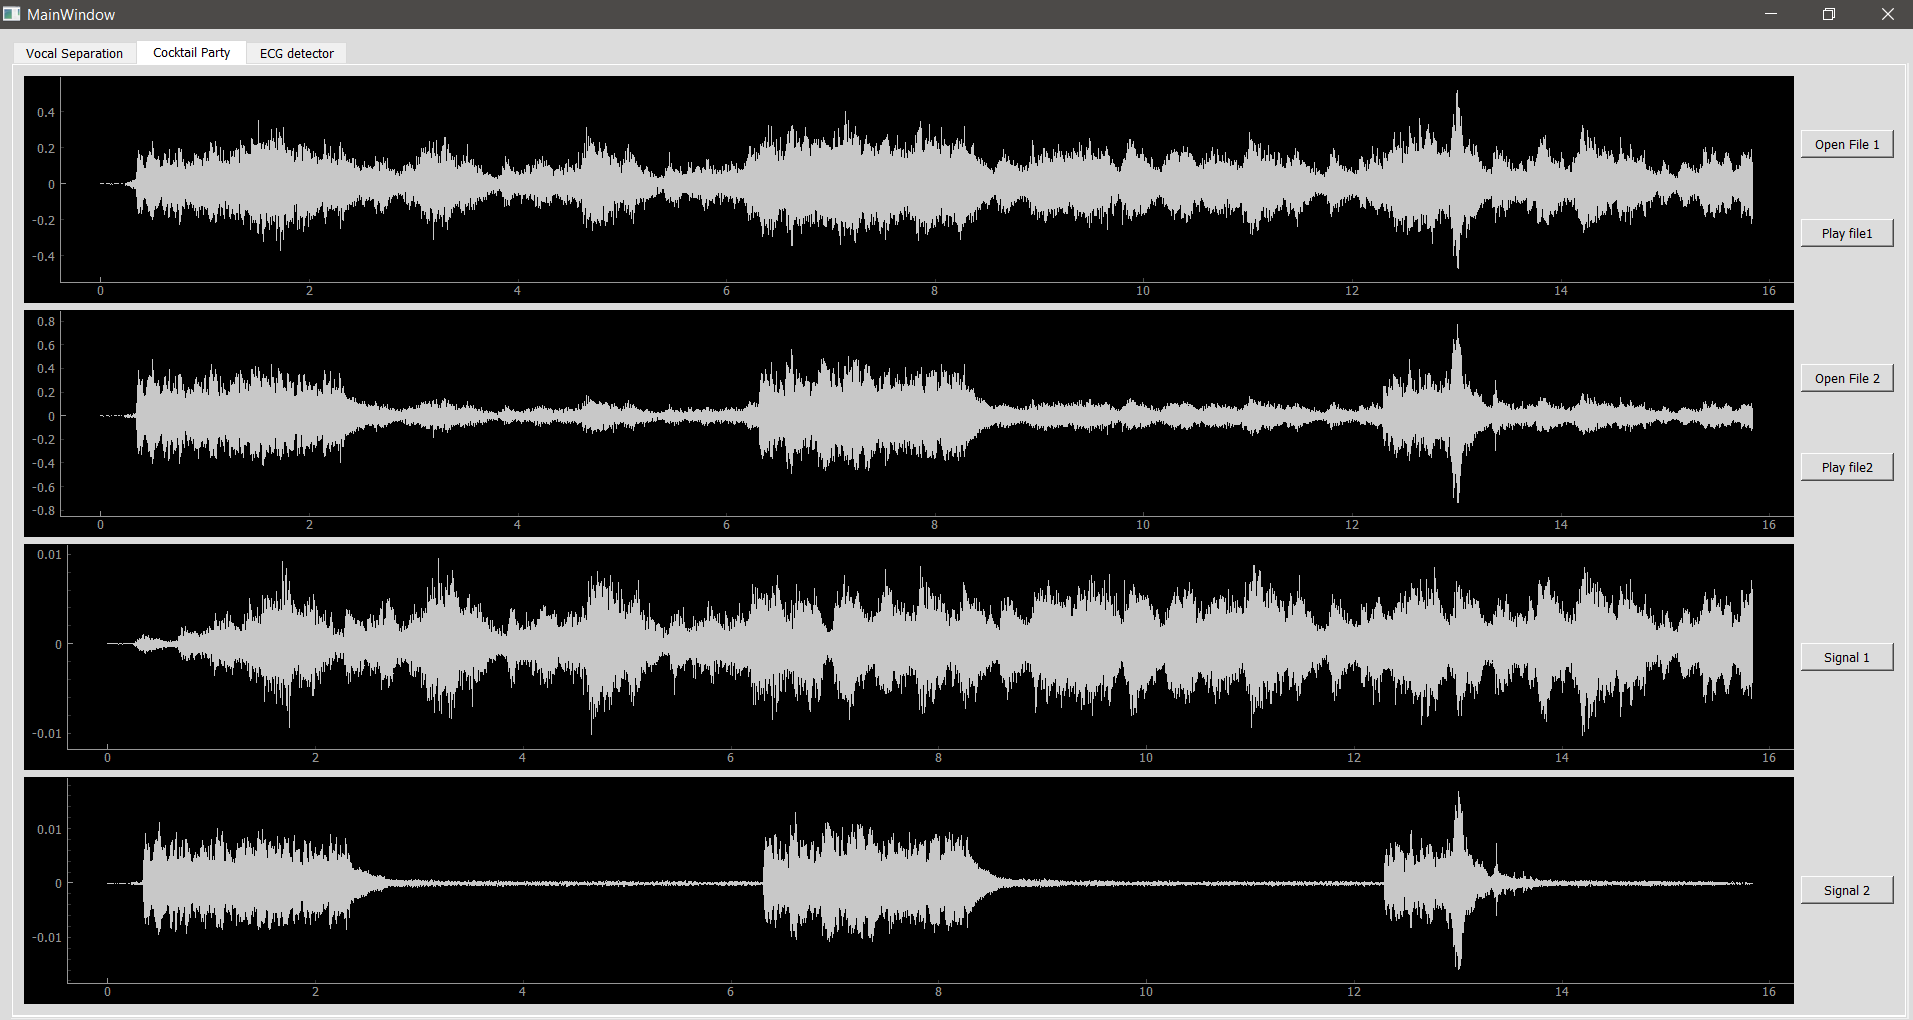 MainWindow
Vocal Separation Cocktail Party ECG detector
0.4
0.2
0
-0.2
-0.4
0 2 4 6 8 10 12 14 16
Open File 1
Play file1
0.8
0.6
0.4
0.2
0
-0.2
-0.4
-0.6
-0.8
0 2 4 6 8 10 12 14 16
Open File 2
Play file2
0.01
0
-0.01
0 2 4 6 8 10 12 14 16
Signal 1
0.01
0
-0.01
0 2 4 6 8 10 12 14 16
Signal 2